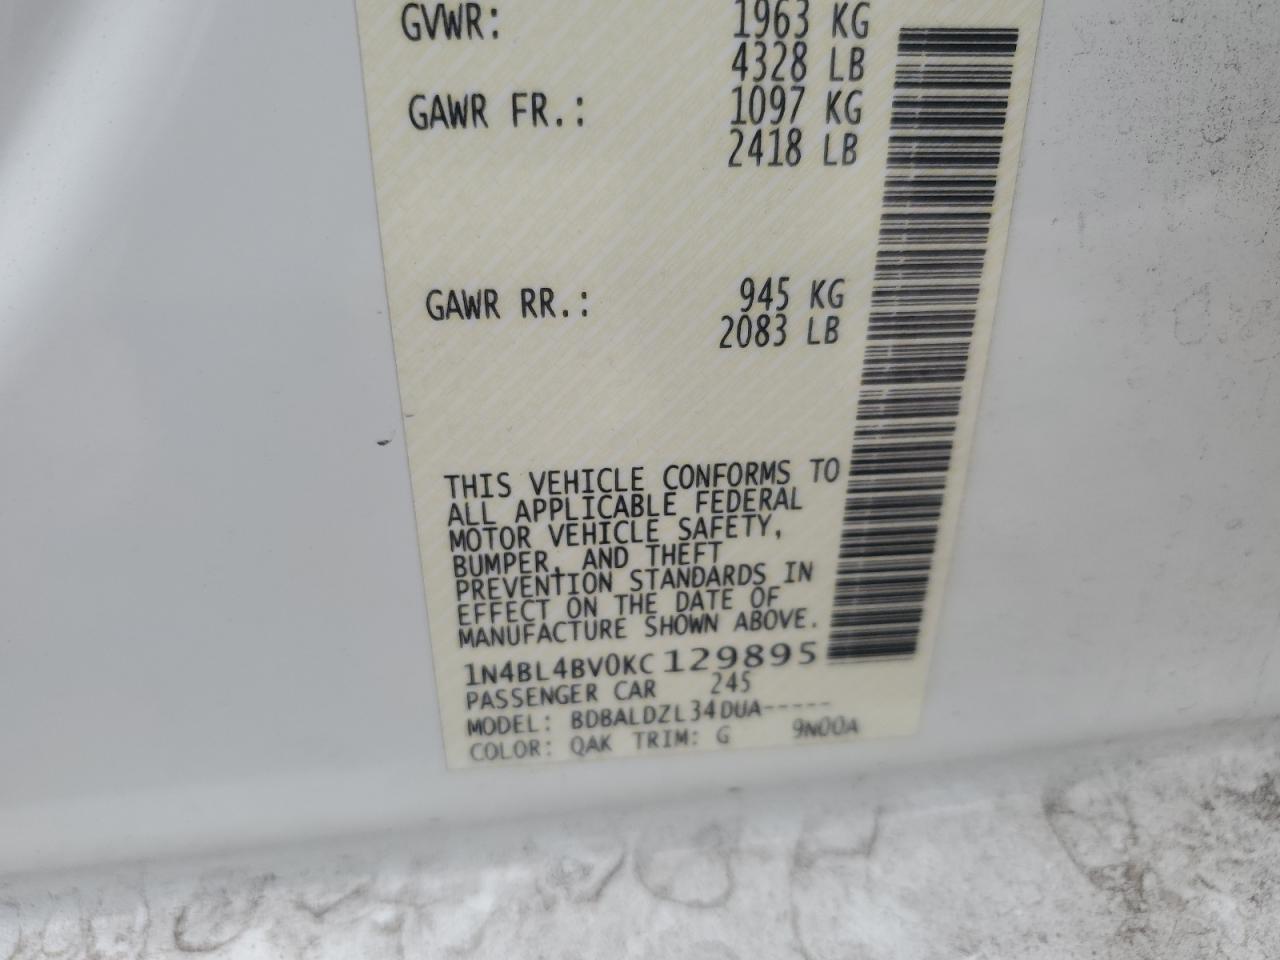 GVWR: 1963 KG
4328 LB
GAWR FR.: 1097 KG
2418 LB
GAWR RR.: 945 KG
2083 LB
THIS VEHICLE CONFORMS TO
ALL APPLICABLE FEDERAL
MOTOR VEHICLE SAFETY,
BUMPER, AND THEFT
PREVENTION STANDARDS IN
EFFECT ON THE DATE OF
MANUFACTURE SHOWN ABOVE.
1N4BL4BV0KC129895
PASSENGER CAR 245
MODEL: BDBALDZL34DUA-----
COLOR: QAK TRIM: G 9N00A